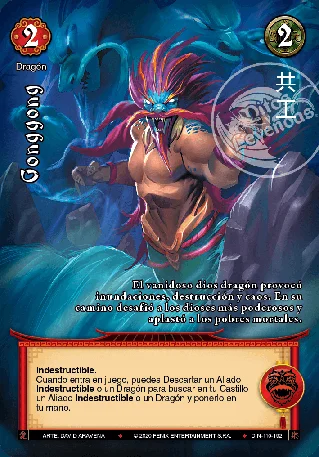 2
2
Dragón
Gonggong
共工
El vanidoso dios dragón provocó
inundaciones, destrucción y caos. En su
camino desafió a los dioses más poderosos y
aplastó a los pobres mortales.
Indestructible.
Cuando entra en juego, puedes Descartar un Aliado
Indestructible o un Dragón para buscar en tu Castillo
un Aliado Indestructible o un Dragón y ponerlo en
tu mano.
ARTE: DAVID ARAVENA
© 2020 FENIX ENTERTAINMENT S.P.A.